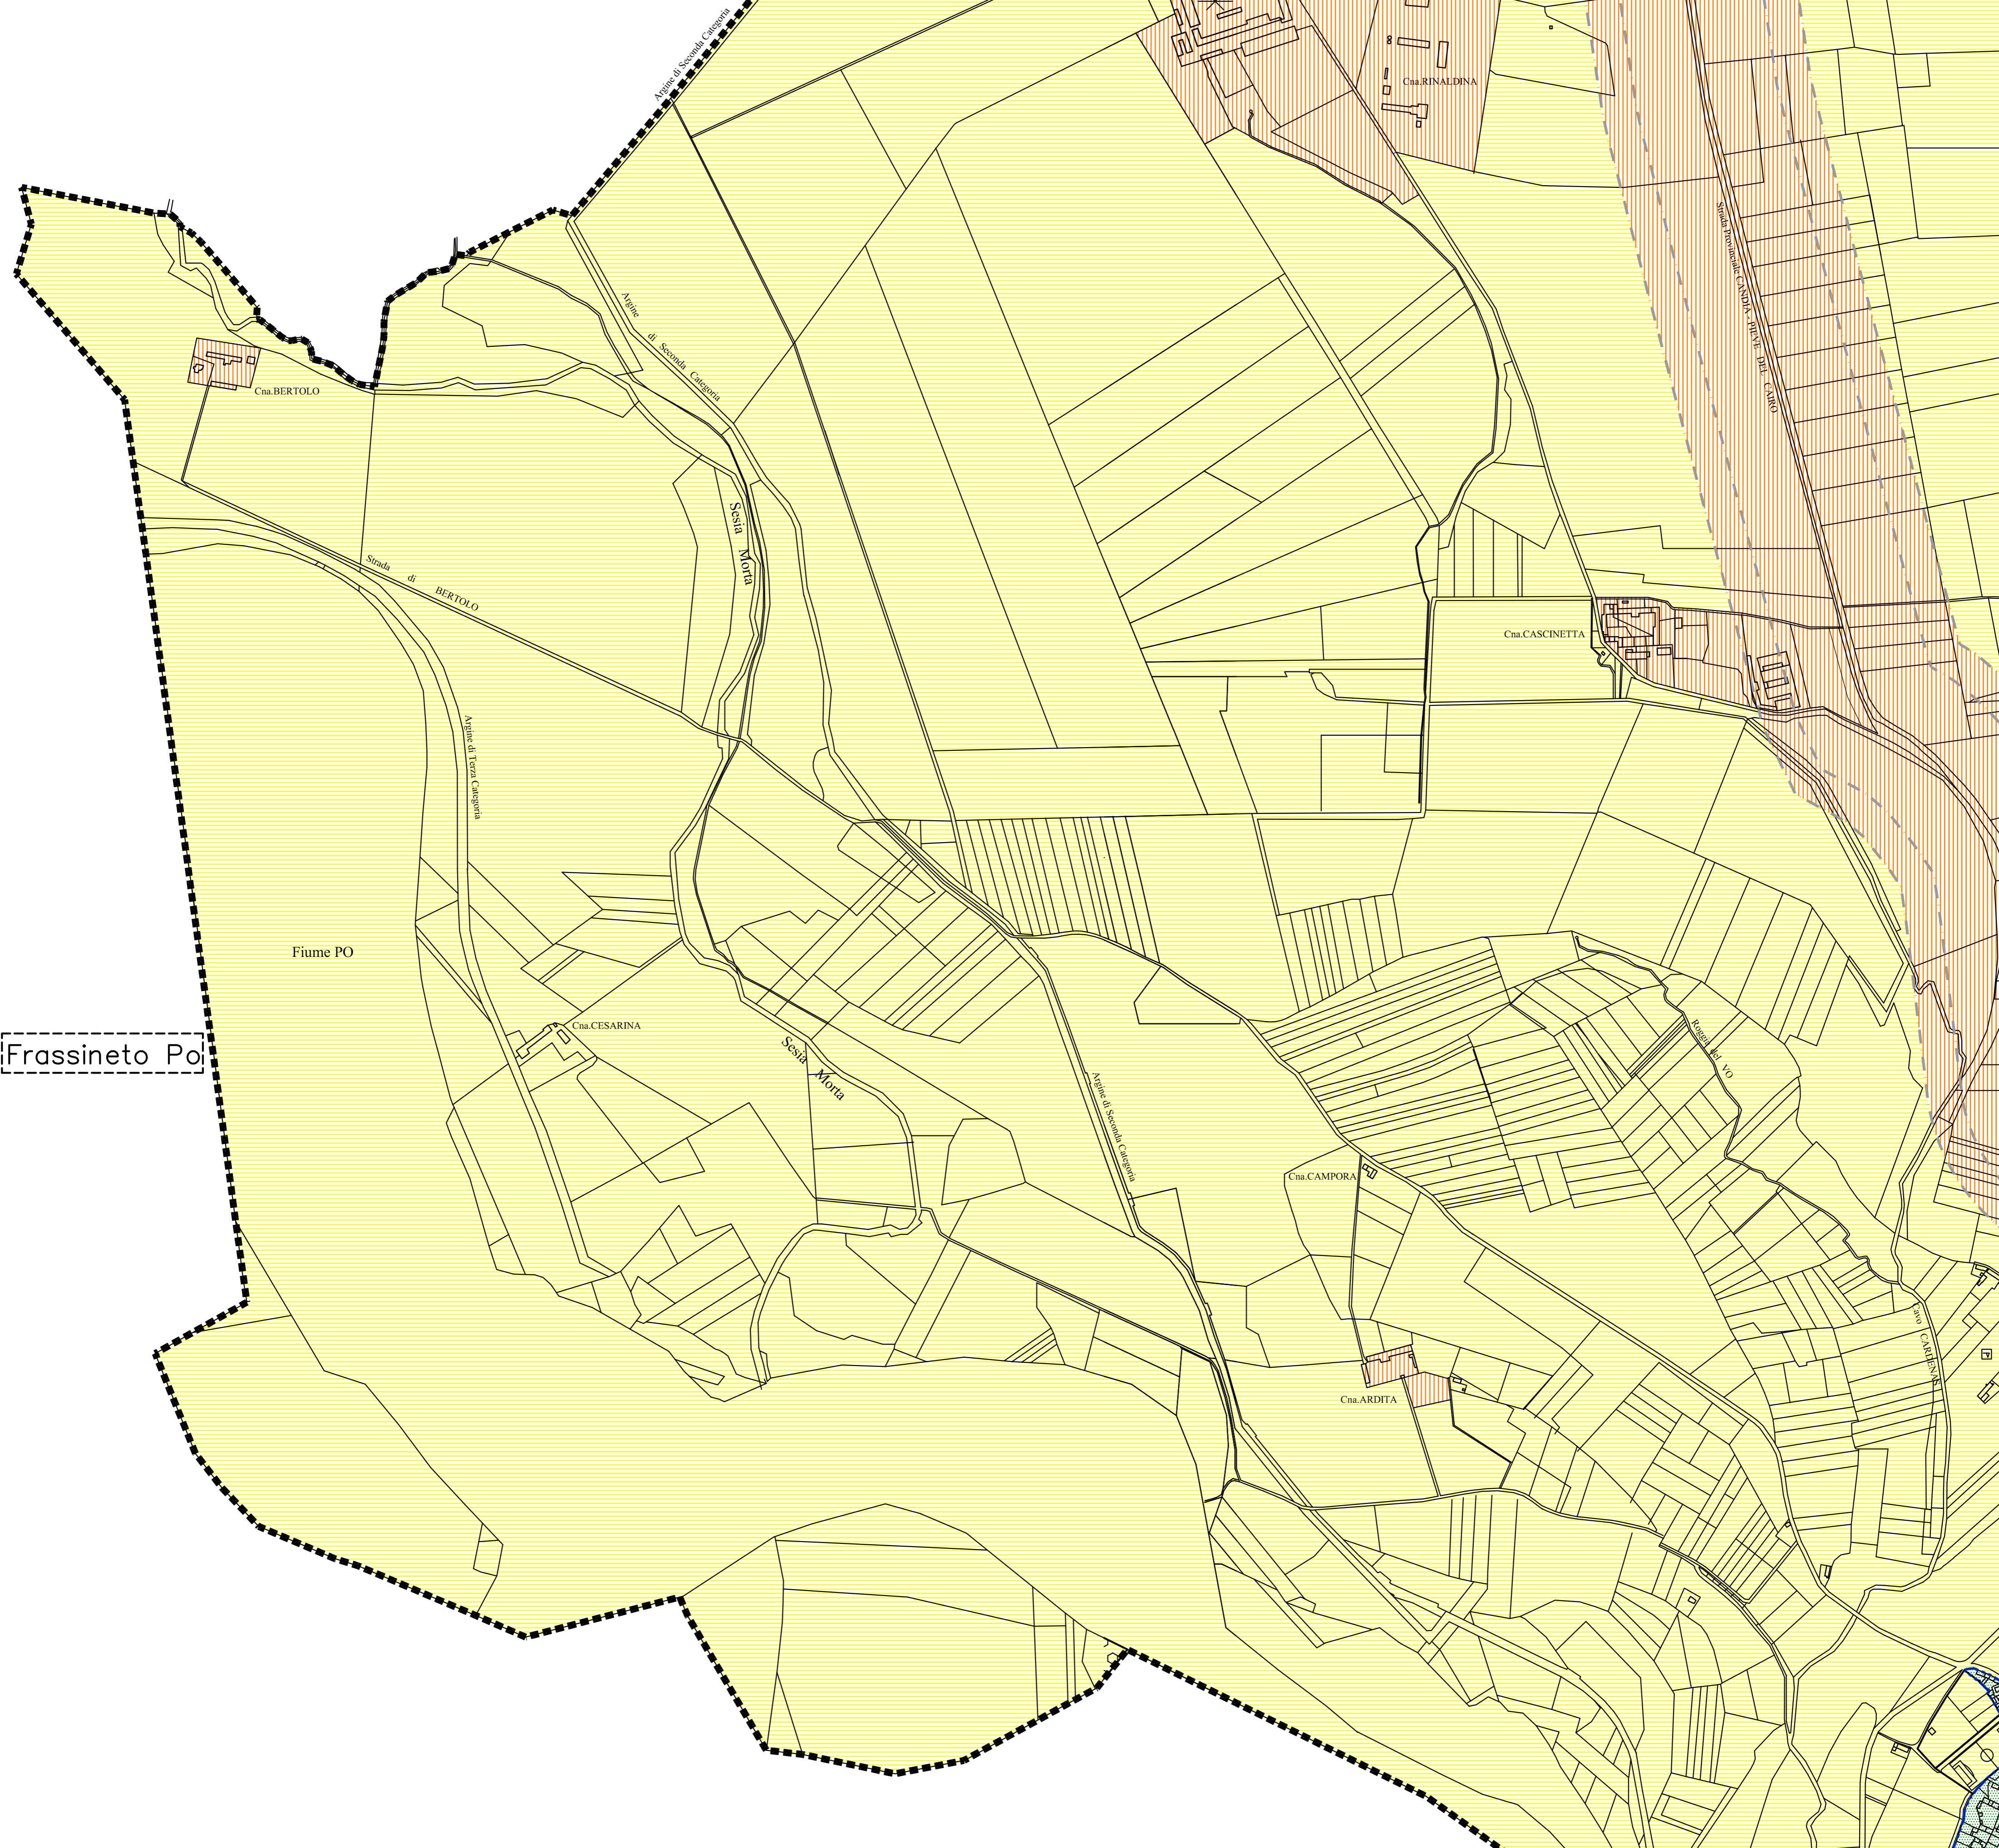 Argine di Seconda Categoria
Cna.RINALDINA
Strada Provinciale CANDIA - PIEVE DEL CAIRO
Argine di Seconda Categoria
Cna.BERTOLO
Sesia Morta
Strada di BERTOLO
Cna.CASCINETTA
Argine di Terza Categoria
Fiume PO
Cna.CESARINA
Frassineto Po
Sesia Morta
Roggia del VO
Argine di Seconda Categoria
Cna.CAMPORA
Cavo CARDENAS
Cna.ARDITA